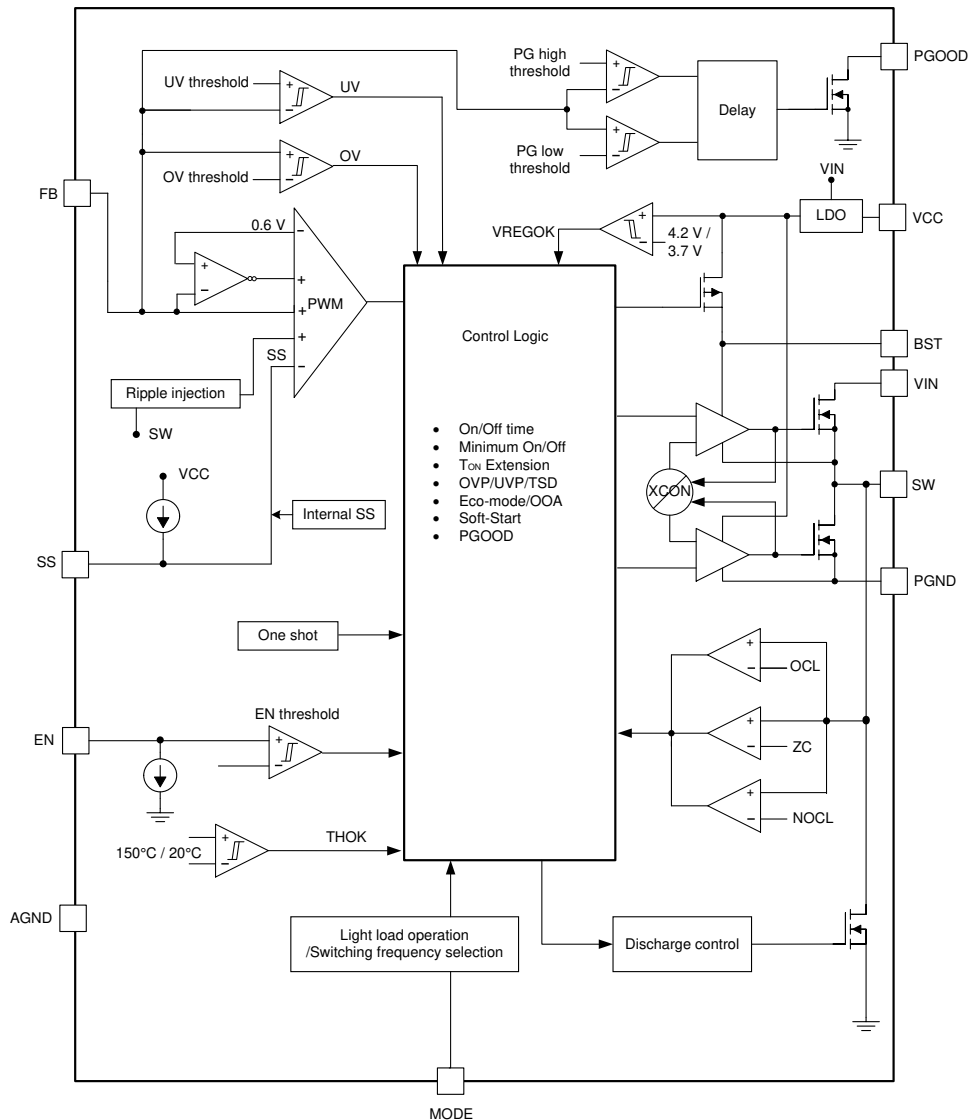 PG high
threshold
PGOOD
UV threshold
UV
Delay
PG low
threshold
OV
OV threshold
VIN
FB
LDO
VCC
0.6 V
VREGOK
4.2 V /
3.7 V
PWM
Control Logic
SS
BST
VIN
Ripple injection
SW
• On/Off time
• Minimum On/Off
• TON Extension
• OVP/UVP/TSD
• Eco-mode/OOA
• Soft-Start
• PGOOD
VCC
XCON
SW
Internal SS
SS
PGND
One shot
OCL
EN threshold
EN
ZC
NOCL
THOK
150°C / 20°C
AGND
Light load operation
/Switching frequency selection
Discharge control
MODE